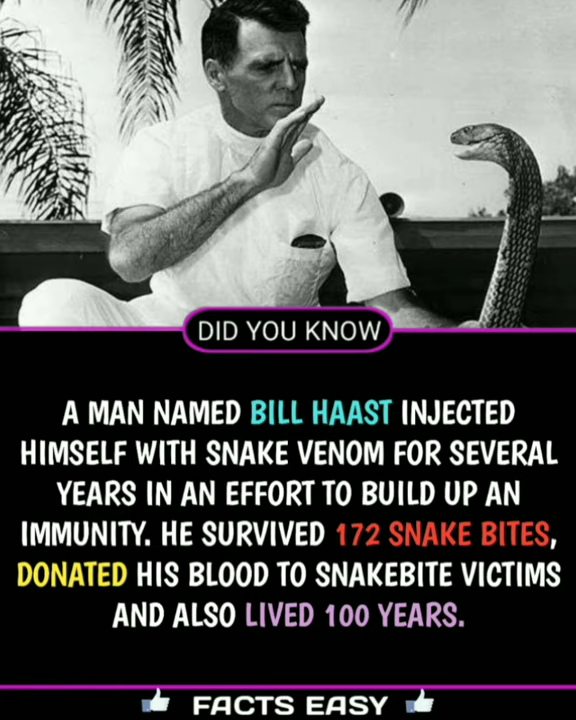 DID YOU KNOW
A MAN NAMED BILL HAAST INJECTED
HIMSELF WITH SNAKE VENOM FOR SEVERAL
YEARS IN AN EFFORT TO BUILD UP AN
IMMUNITY. HE SURVIVED 172 SNAKE BITES,
DONATED HIS BLOOD TO SNAKEBITE VICTIMS
AND ALSO LIVED 100 YEARS.
FACTS EASY